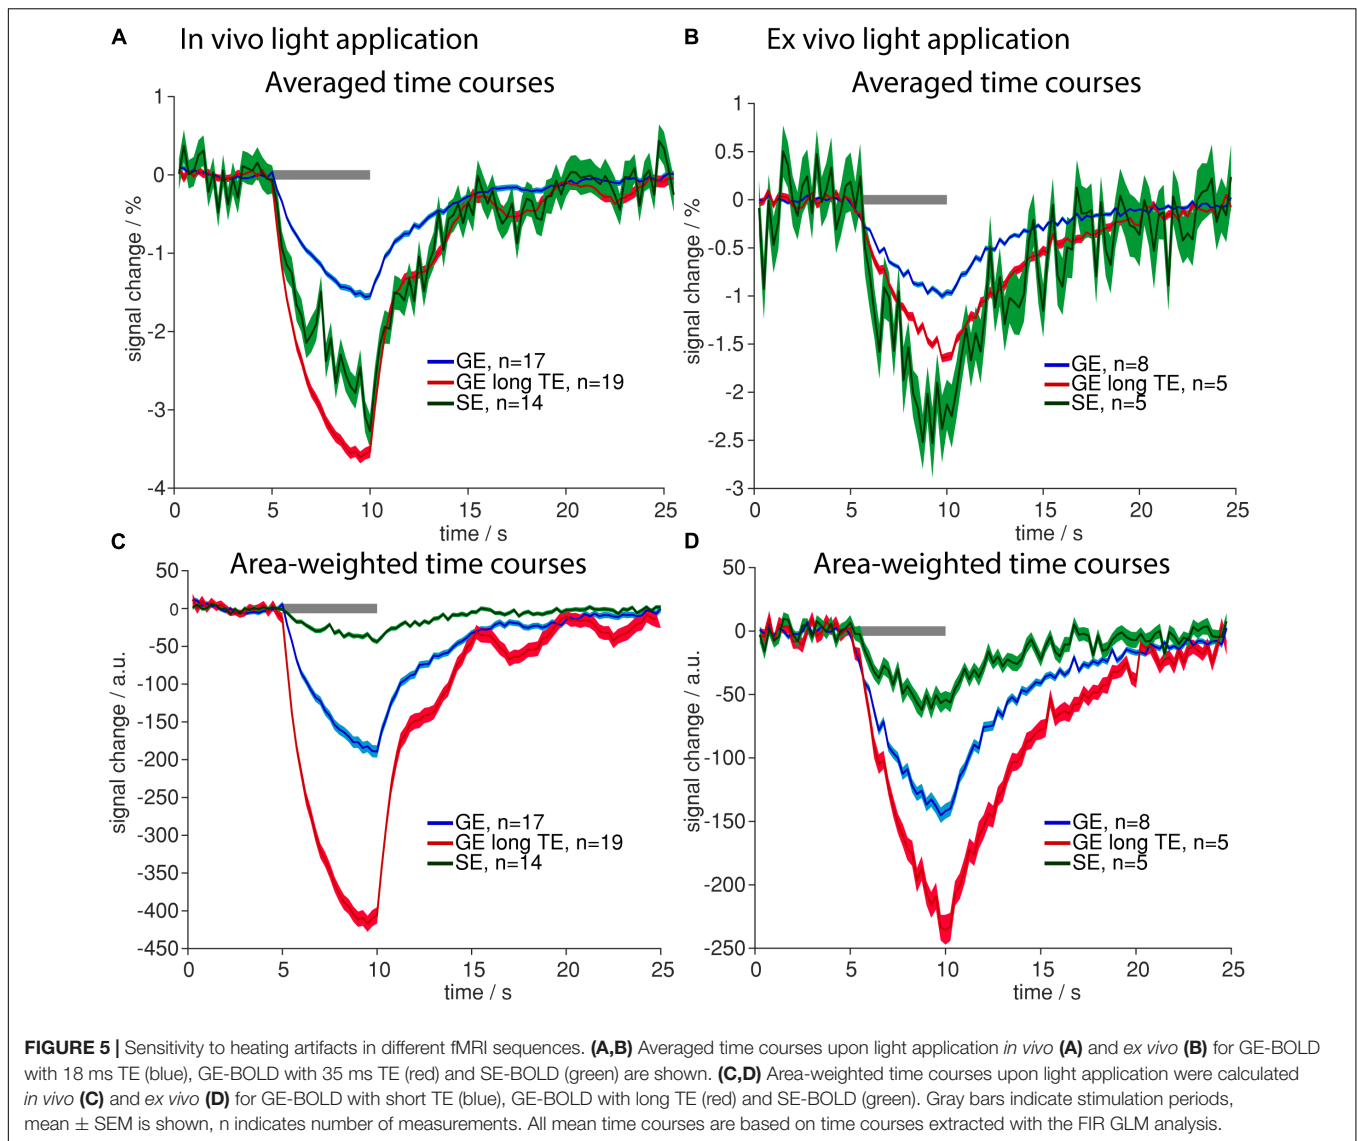 A In vivo light application
Averaged time courses
1
0
-1
-2
-3
-4
signal change / %
GE, n=17
GE long TE, n=19
SE, n=14
0 5 10 15 20 25
time / s
B Ex vivo light application
Averaged time courses
1
0.5
0
-0.5
-1
-1.5
-2
-2.5
-3
signal change / %
GE, n=8
GE long TE, n=5
SE, n=5
0 5 10 15 20 25
time / s
C Area-weighted time courses
50
0
-50
-100
-150
-200
-250
-300
-350
-400
-450
signal change / a.u.
GE, n=17
GE long TE, n=19
SE, n=14
0 5 10 15 20 25
time / s
D Area-weighted time courses
50
0
-50
-100
-150
-200
-250
signal change / a.u.
GE, n=8
GE long TE, n=5
SE, n=5
0 5 10 15 20 25
time / s
FIGURE 5 | Sensitivity to heating artifacts in different fMRI sequences. (A,B) Averaged time courses upon light application in vivo (A) and ex vivo (B) for GE-BOLD
with 18 ms TE (blue), GE-BOLD with 35 ms TE (red) and SE-BOLD (green) are shown. (C,D) Area-weighted time courses upon light application were calculated
in vivo (C) and ex vivo (D) for GE-BOLD with short TE (blue), GE-BOLD with long TE (red) and SE-BOLD (green). Gray bars indicate stimulation periods,
mean ± SEM is shown, n indicates number of measurements. All mean time courses are based on time courses extracted with the FIR GLM analysis.